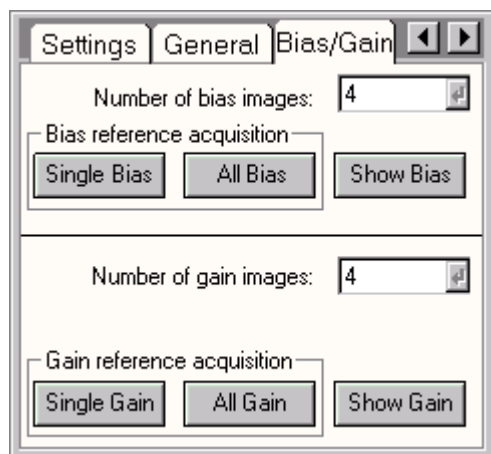 Settings General Bias/Gain
Number of bias images: 4
Bias reference acquisition
Single Bias All Bias Show Bias
Number of gain images: 4
Gain reference acquisition
Single Gain All Gain Show Gain